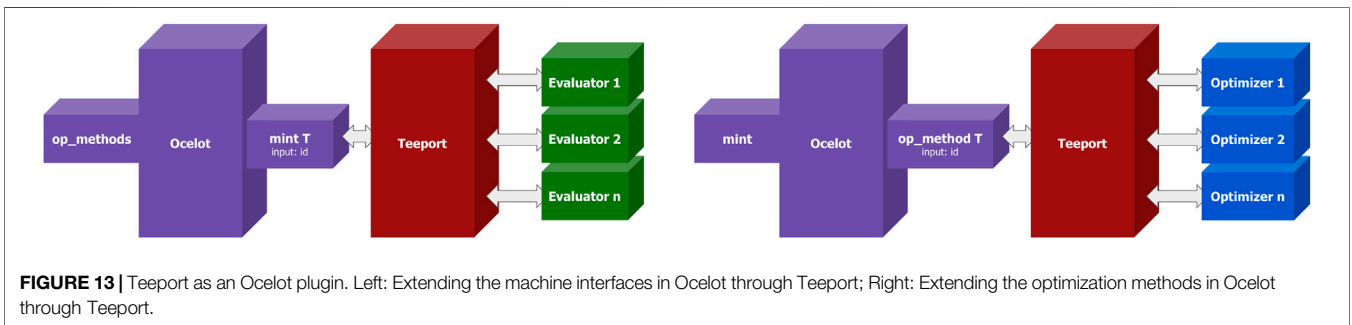 op_methods
Ocelot
mint T
input: id
Teeport
Evaluator 1
Evaluator 2
Evaluator n
mint
Ocelot
op_method T
input: id
Teeport
Optimizer 1
Optimizer 2
Optimizer n
FIGURE 13 | Teeport as an Ocelot plugin. Left: Extending the machine interfaces in Ocelot through Teeport; Right: Extending the optimization methods in Ocelot
through Teeport.